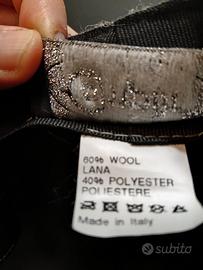 60% WOOL
LANA
40% POLYESTER
POLIESTERE
Made in Italy
subito